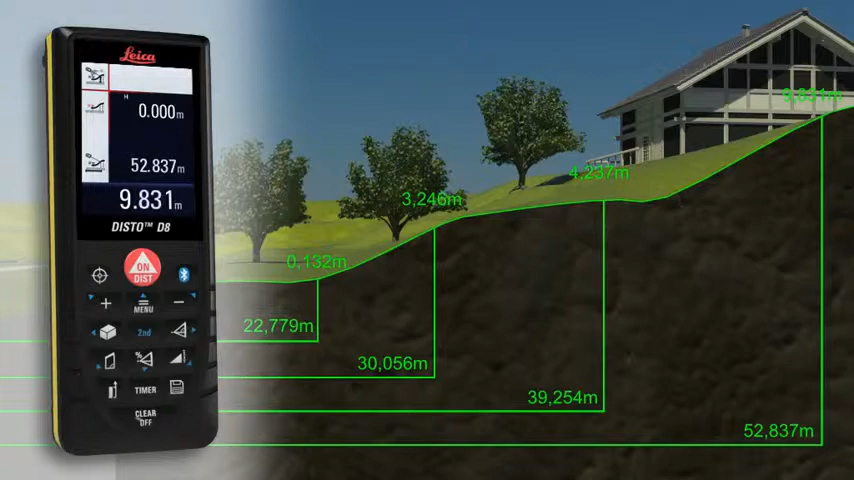 Leica
H
0.000m
52.837m
9.831m
DISTO™ D8
ON
DIST
MENU
2nd
%
TIMER
CLEAR
OFF
9,831m
4,237m
3,246m
0,132m
22,779m
30,056m
39,254m
52,837m